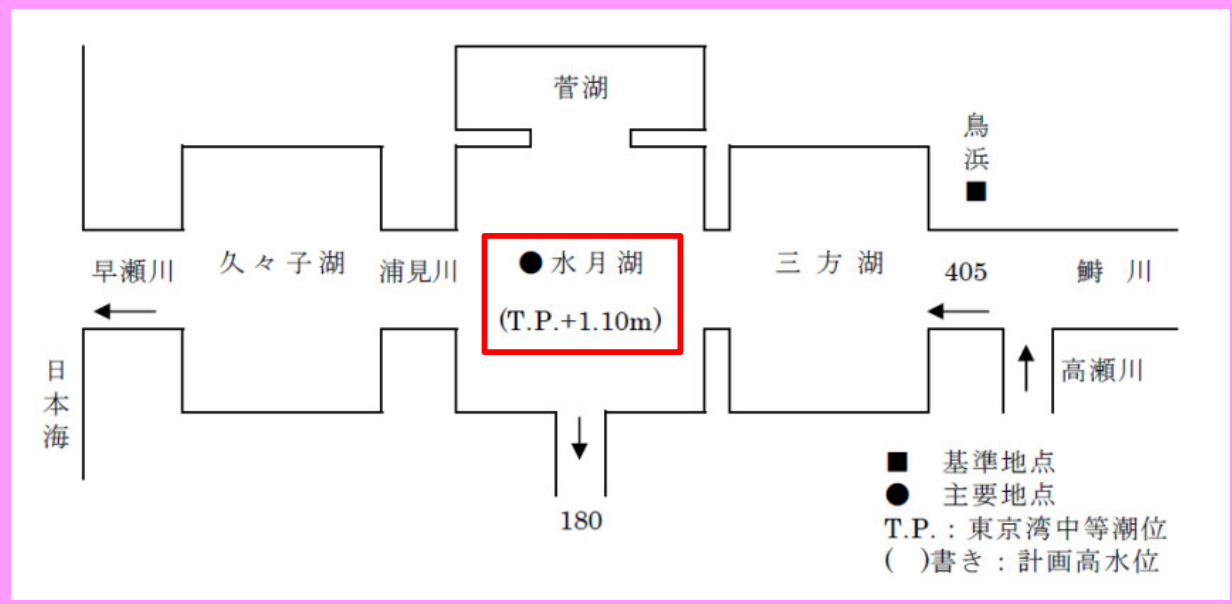 菅湖
鳥浜
■
早瀬川
久々子湖
浦見川
●水月湖
(T.P.+1.10m)
三方湖
405
鰣川
高瀬川
日本海
180
■ 基準地点
● 主要地点
T.P.：東京湾中等潮位
( )書き：計画高水位